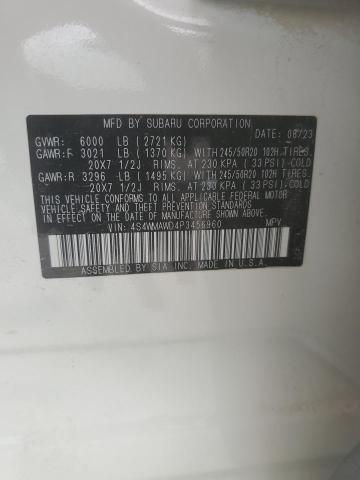 MFD. BY SUBARU CORPORATION
GVWR: 6000 LB (2721 KG) DATE: 08/23
GAWR:F 3021 LB (1370 KG) WITH 245/50R20 102H TIRES.
20X7 1/2J RIMS. AT 230 KPA (33 PSI) COLD
GAWR:R 3296 LB (1495 KG) WITH 245/50R20 102H TIRES.
20X7 1/2J RIMS. AT 230 KPA (33 PSI) COLD
THIS VEHICLE CONFORMS TO ALL APPLICABLE FEDERAL MOTOR
VEHICLE SAFETY AND THEFT PREVENTION STANDARDS
IN EFFECT ON THE DATE OF MANUFACTURE SHOWN ABOVE.
VIN: 4S4WMAWD4P3456960 MPV
ASSEMBLED BY SIA INC. MADE IN U.S.A.